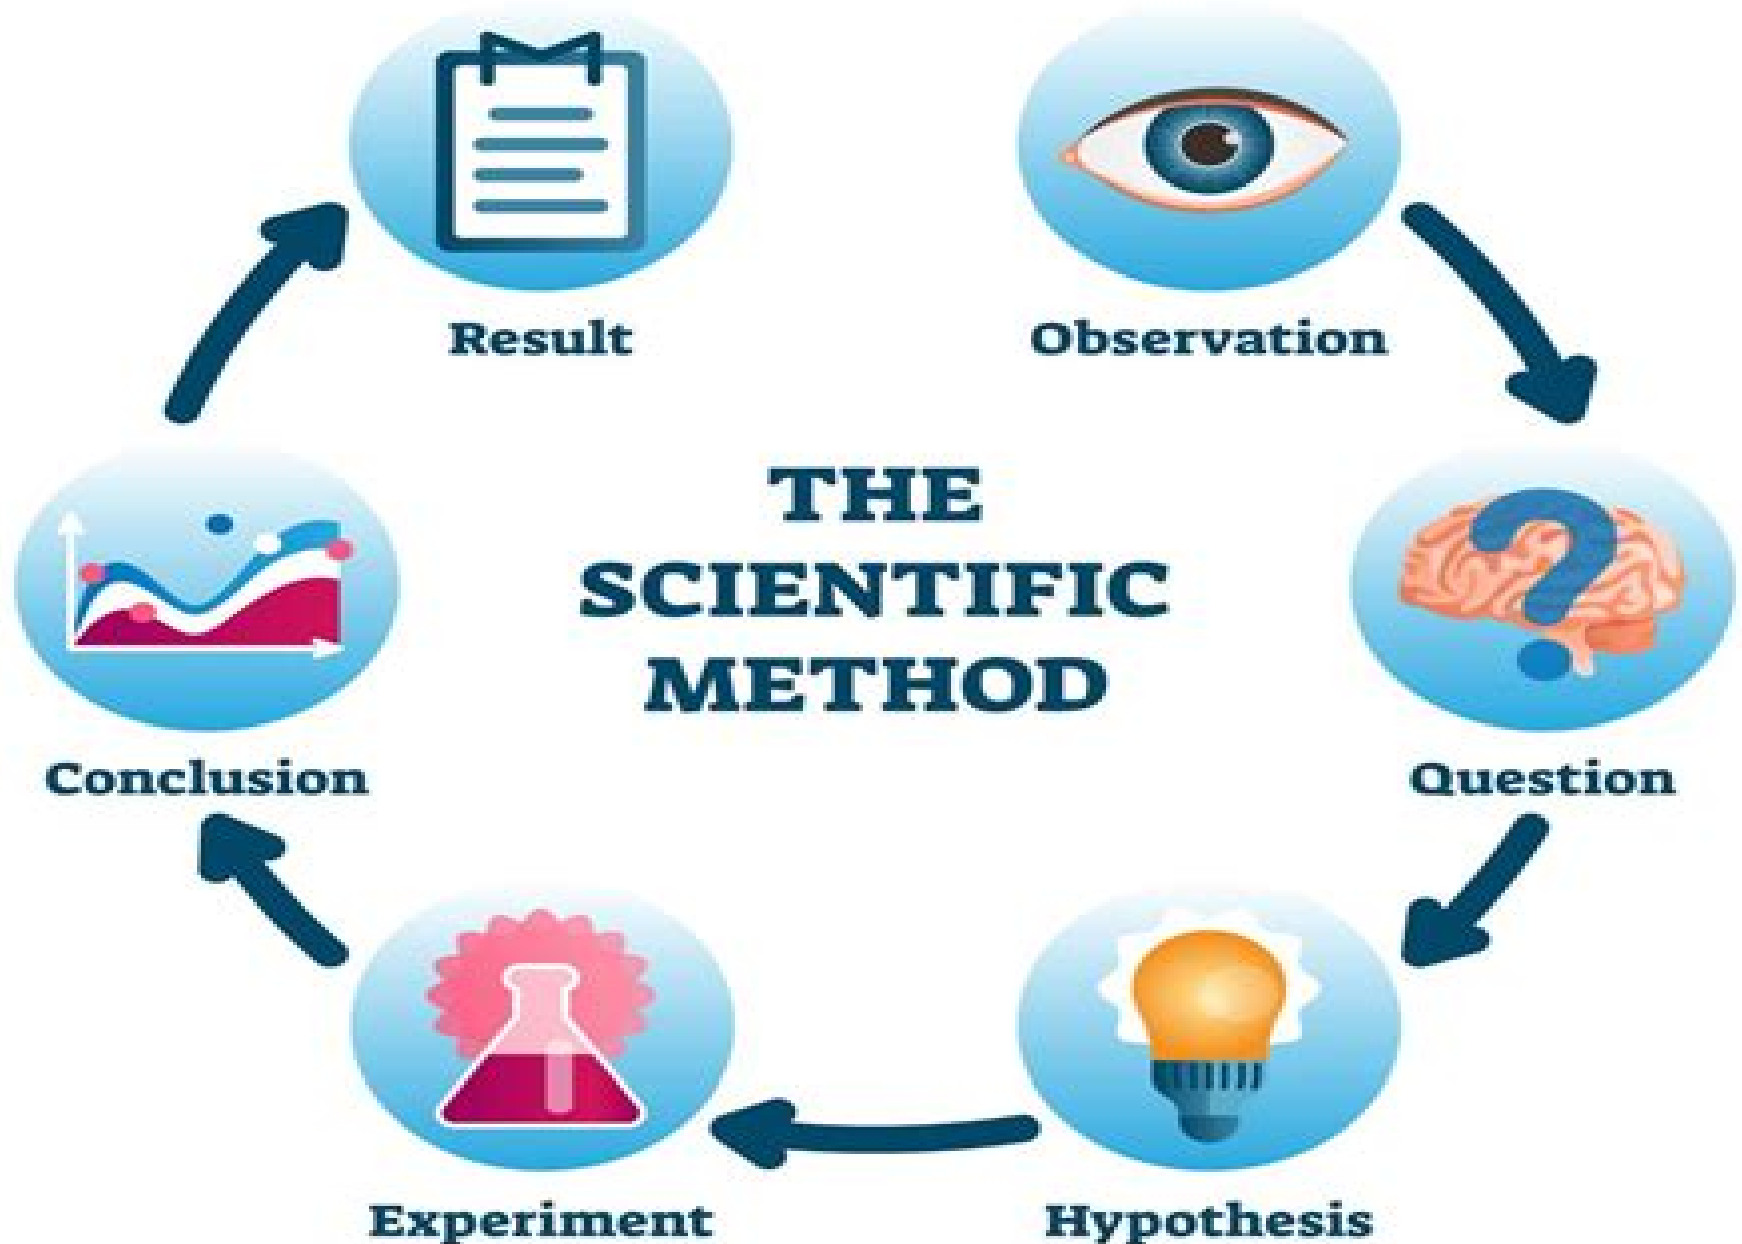 Result
Observation
THE
SCIENTIFIC
METHOD
Conclusion
Question
Experiment
Hypothesis